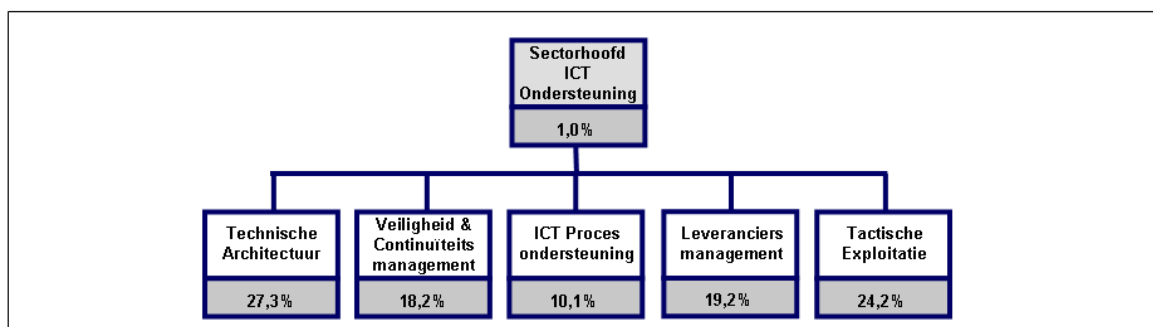 Sectorhoofd
ICT
Ondersteuning
1,0%
Technische
Architectuur
27,3%
Veiligheid &
Continuïteits
management
18,2%
ICT Proces
ondersteuning
10,1%
Leveranciers
management
19,2%
Tactische
Exploitatie
24,2%